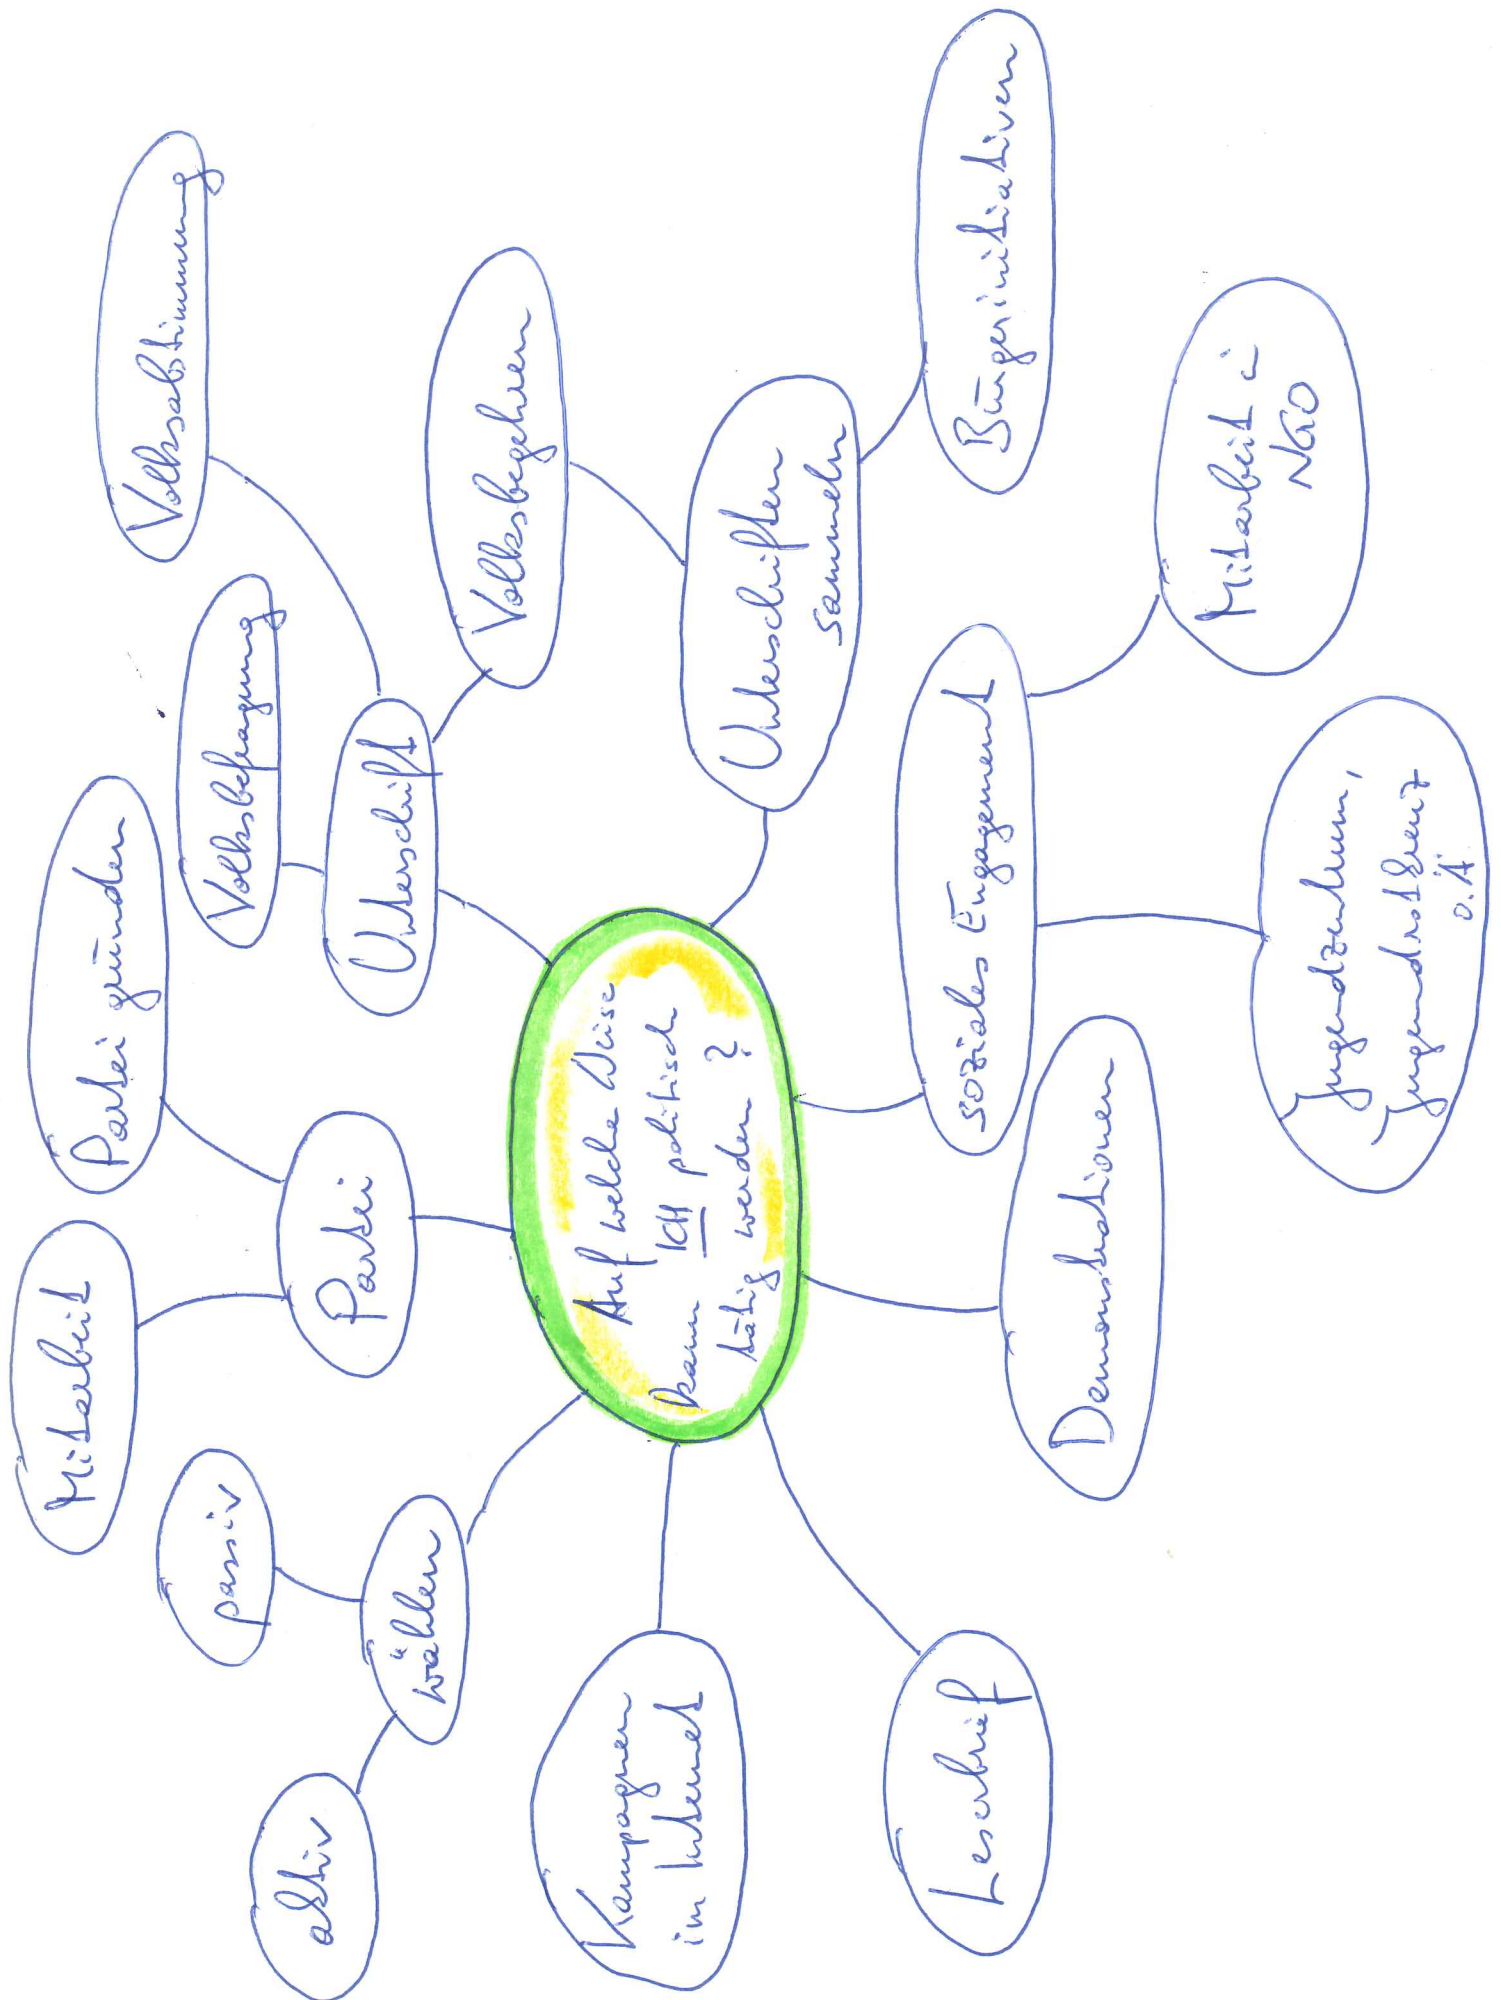 Auf welche Weise
kann ICH politisch
tätig werden?
Partei
Mitarbeit
Partei gründen
Unterschrift
Volksbefragung
Volksabstimmung
Volksbegehren
Unterschriften
sammeln
Bürgerinitiativen
soziales Engagement
Mitarbeit i
NGO
Jugendzentrum,
Jugendrotkreuz
o.Ä
Demonstrationen
Leserbrief
Kampagnen
im Internet
wählen
aktiv
passiv